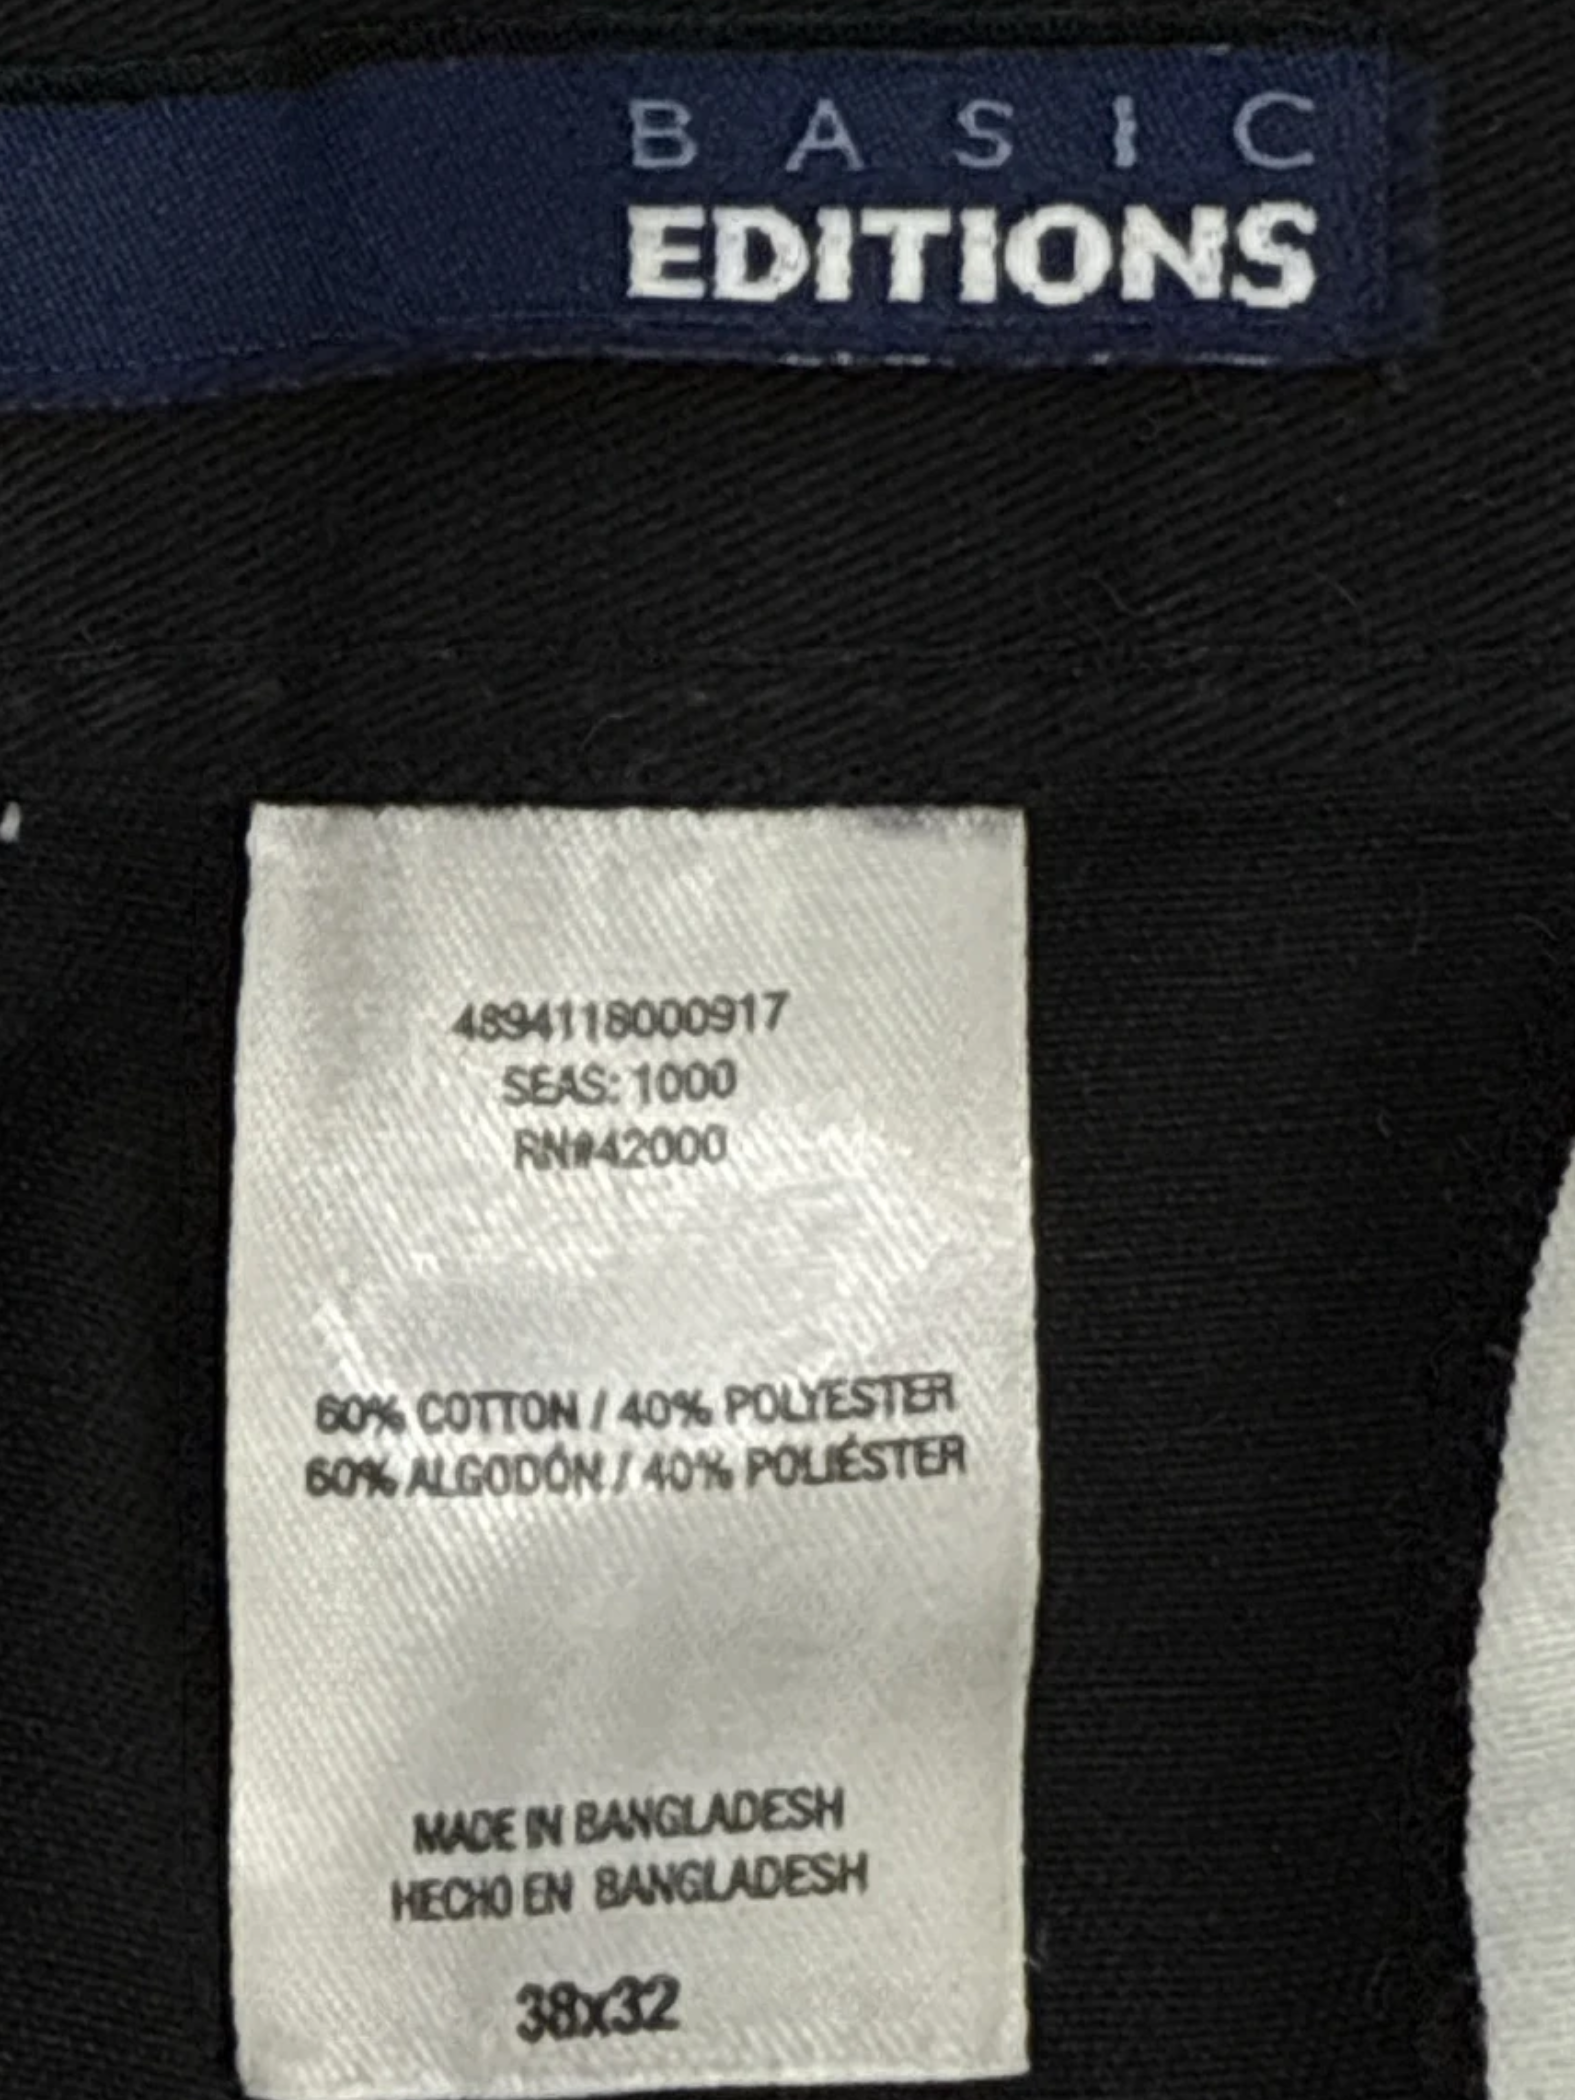 BASIC
EDITIONS
4894118000917
SEAS: 1000
RN#42000
60% COTTON / 40% POLYESTER
60% ALGODÓN / 40% POLIÉSTER
MADE IN BANGLADESH
HECHO EN BANGLADESH
38x32